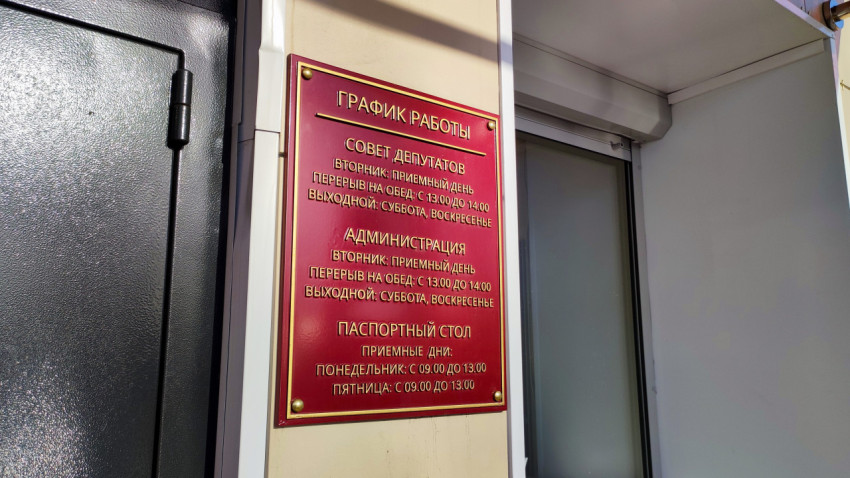 ГРАФИК РАБОТЫ
СОВЕТ ДЕПУТАТОВ
ВТОРНИК: ПРИЕМНЫЙ ДЕНЬ
ПЕРЕРЫВ НА ОБЕД: С 13.00 ДО 14:00
ВЫХОДНОЙ: СУББОТА, ВОСКРЕСЕНЬЕ
АДМИНИСТРАЦИЯ
ВТОРНИК: ПРИЕМНЫЙ ДЕНЬ
ПЕРЕРЫВ НА ОБЕД: С 13.00 ДО 14:00
ВЫХОДНОЙ: СУББОТА, ВОСКРЕСЕНЬЕ
ПАСПОРТНЫЙ СТОЛ
ПРИЕМНЫЕ ДНИ:
ПОНЕДЕЛЬНИК: С 09.00 ДО 13.00
ПЯТНИЦА: С 09.00 ДО 13.00